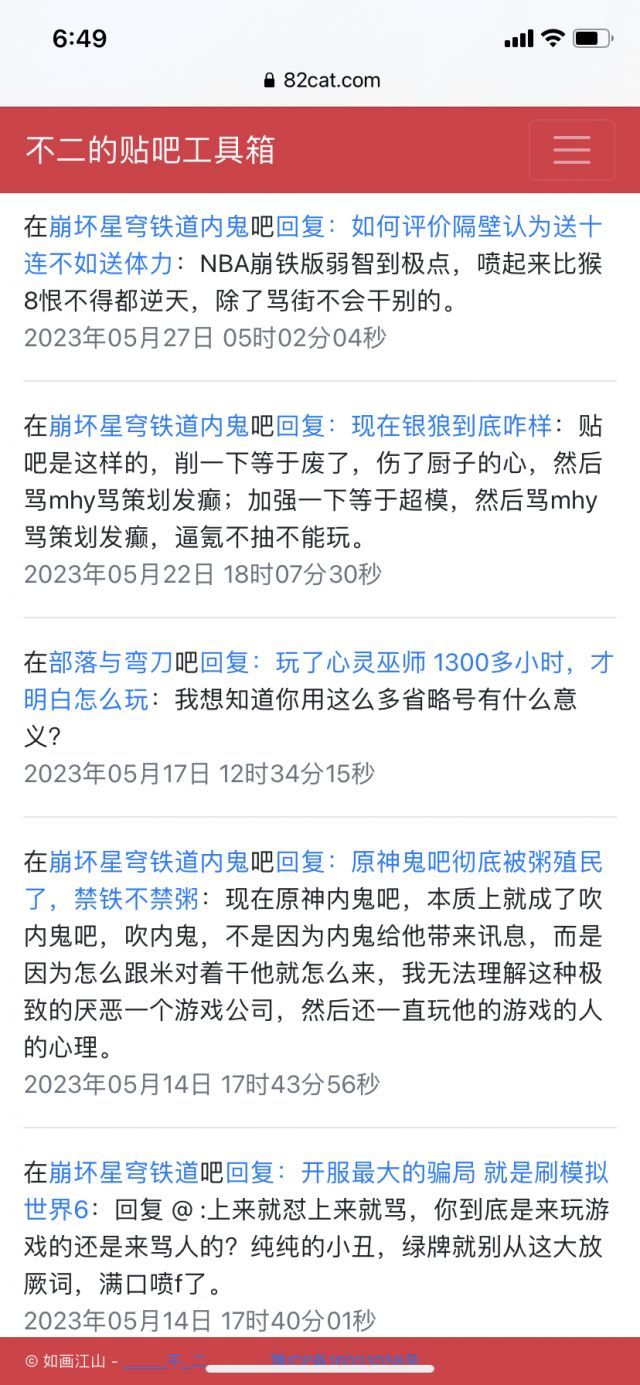 6:49
82cat.com
不二的贴吧工具箱
在崩坏星穹铁道内鬼吧回复：如何评价隔壁认为送十
连不如送体力：NBA崩铁版弱智到极点，喷起来比猴
8恨不得都逆天，除了骂街不会干别的。
2023年05月27日 05时02分04秒
在崩坏星穹铁道内鬼吧回复：现在银狼到底咋样：贴
吧是这样的，削一下等于废了，伤了厨子的心，然后
骂mhy骂策划发癫；加强一下等于超模，然后骂mhy
骂策划发癫，逼氪不抽不能玩。
2023年05月22日 18时07分30秒
在部落与弯刀吧回复：玩了心灵巫师 1300多小时，才
明白怎么玩：我想知道你用这么多省略号有什么意
义?
2023年05月17日 12时34分15秒
在崩坏星穹铁道内鬼吧回复：原神鬼吧彻底被粥殖民
了，禁铁不禁粥：现在原神内鬼吧，本质上就成了吹
内鬼吧，吹内鬼，不是因为内鬼给他带来讯息，而是
因为怎么跟米对着干他就怎么来，我无法理解这种极
致的厌恶一个游戏公司，然后还一直玩他的游戏的人
的心理。
2023年05月14日 17时43分56秒
在崩坏星穹铁道吧回复：开服最大的骗局 就是刷模拟
世界6：回复 @ :上来就怼上来就骂，你到底是来玩游
戏的还是来骂人的？纯纯的小丑，绿牌就别从这大放
厥词，满口喷f了。
2023年05月14日 17时40分01秒
© 如画江山 -